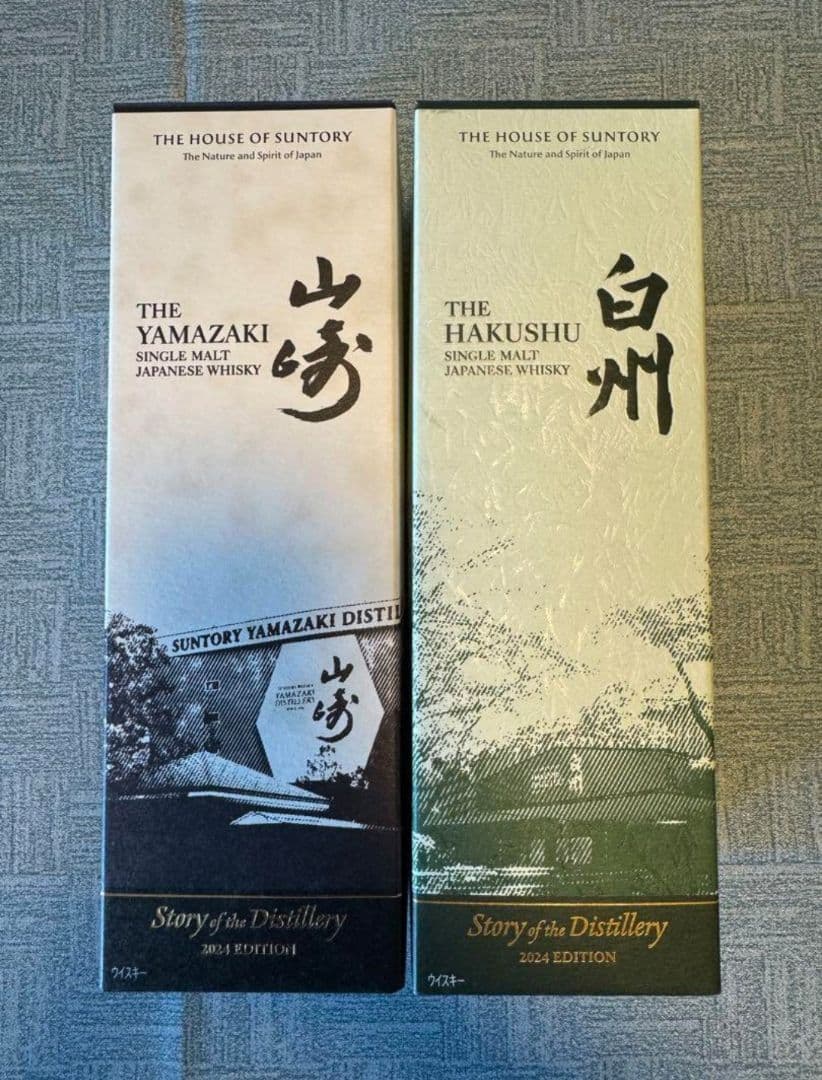 THE HOUSE OF SUNTORY
The Nature and Spirit of Japan
THE
YAMAZAKI
SINGLE MALT
JAPANESE WHISKY
山崎
SUNTORY YAMAZAKI DISTIL
YAMAZAKI
DISTILLERY
山崎
Story of the Distillery
2024 EDITION
ウイスキー
THE HOUSE OF SUNTORY
The Nature and Spirit of Japan
THE
HAKUSHU
SINGLE MALT
JAPANESE WHISKY
白州
Story of the Distillery
2024 EDITION
ウイスキー